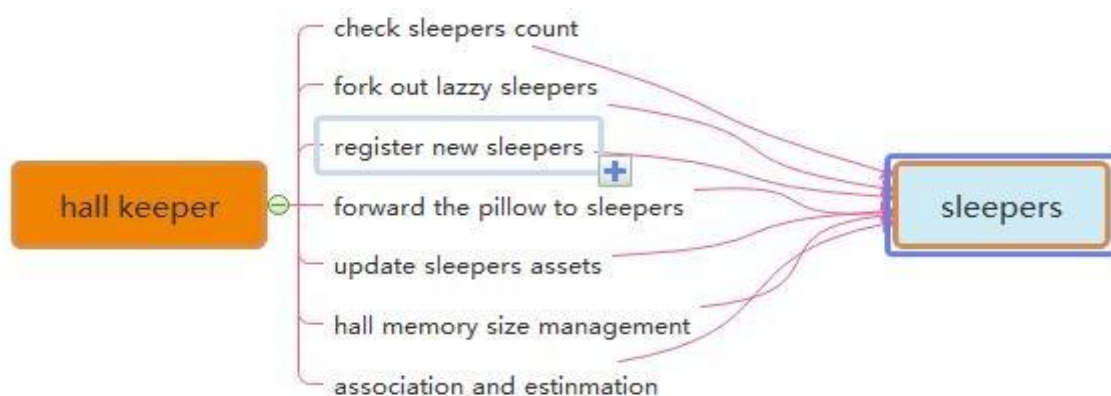 check sleepers count
fork out lazzy sleepers
register new sleepers
hall keeper
forward the pillow to sleepers
sleepers
update sleepers assets
hall memory size management
association and estinmation